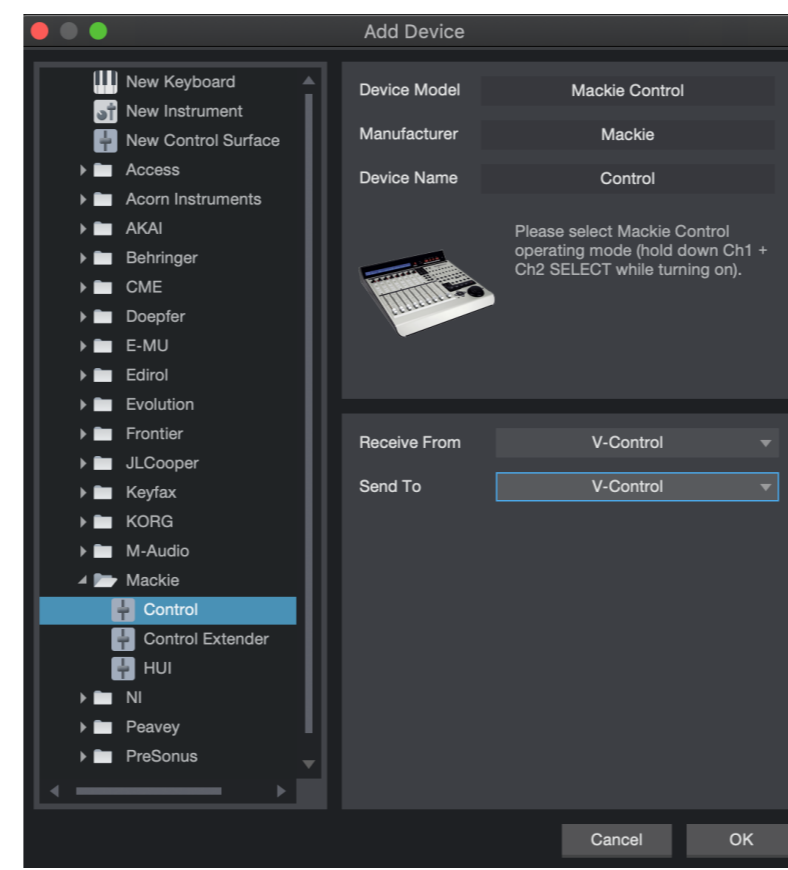 Add Device
New Keyboard
New Instrument
New Control Surface
Access
Acorn Instruments
AKAI
Behringer
CME
Doepfer
E-MU
Edirol
Evolution
Frontier
JLCooper
Keyfax
KORG
M-Audio
Mackie
Control
Control Extender
HUI
NI
Peavey
PreSonus
Device Model Mackie Control
Manufacturer Mackie
Device Name Control
Please select Mackie Control
operating mode (hold down Ch1 +
Ch2 SELECT while turning on).
Receive From V-Control
Send To V-Control
Cancel OK